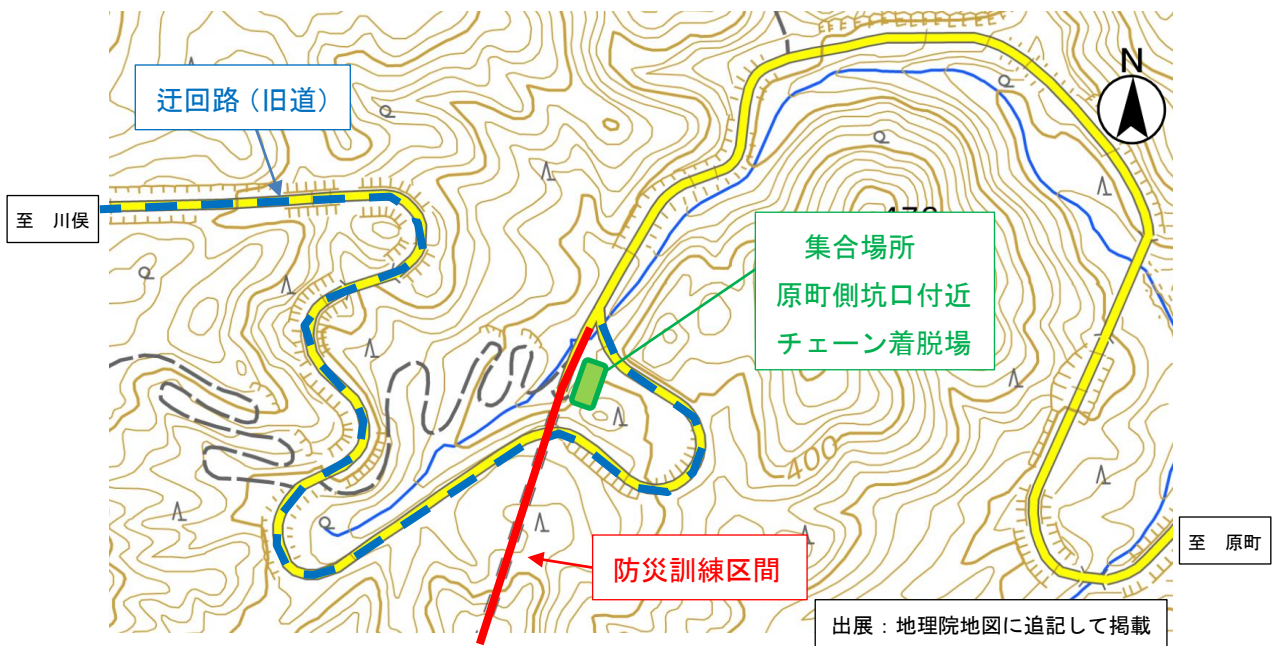 N
迂回路（旧道）
至　川俣
集合場所
原町側坑口付近
チェーン着脱場
400
防災訓練区間
至　原町
出展：地理院地図に追記して掲載